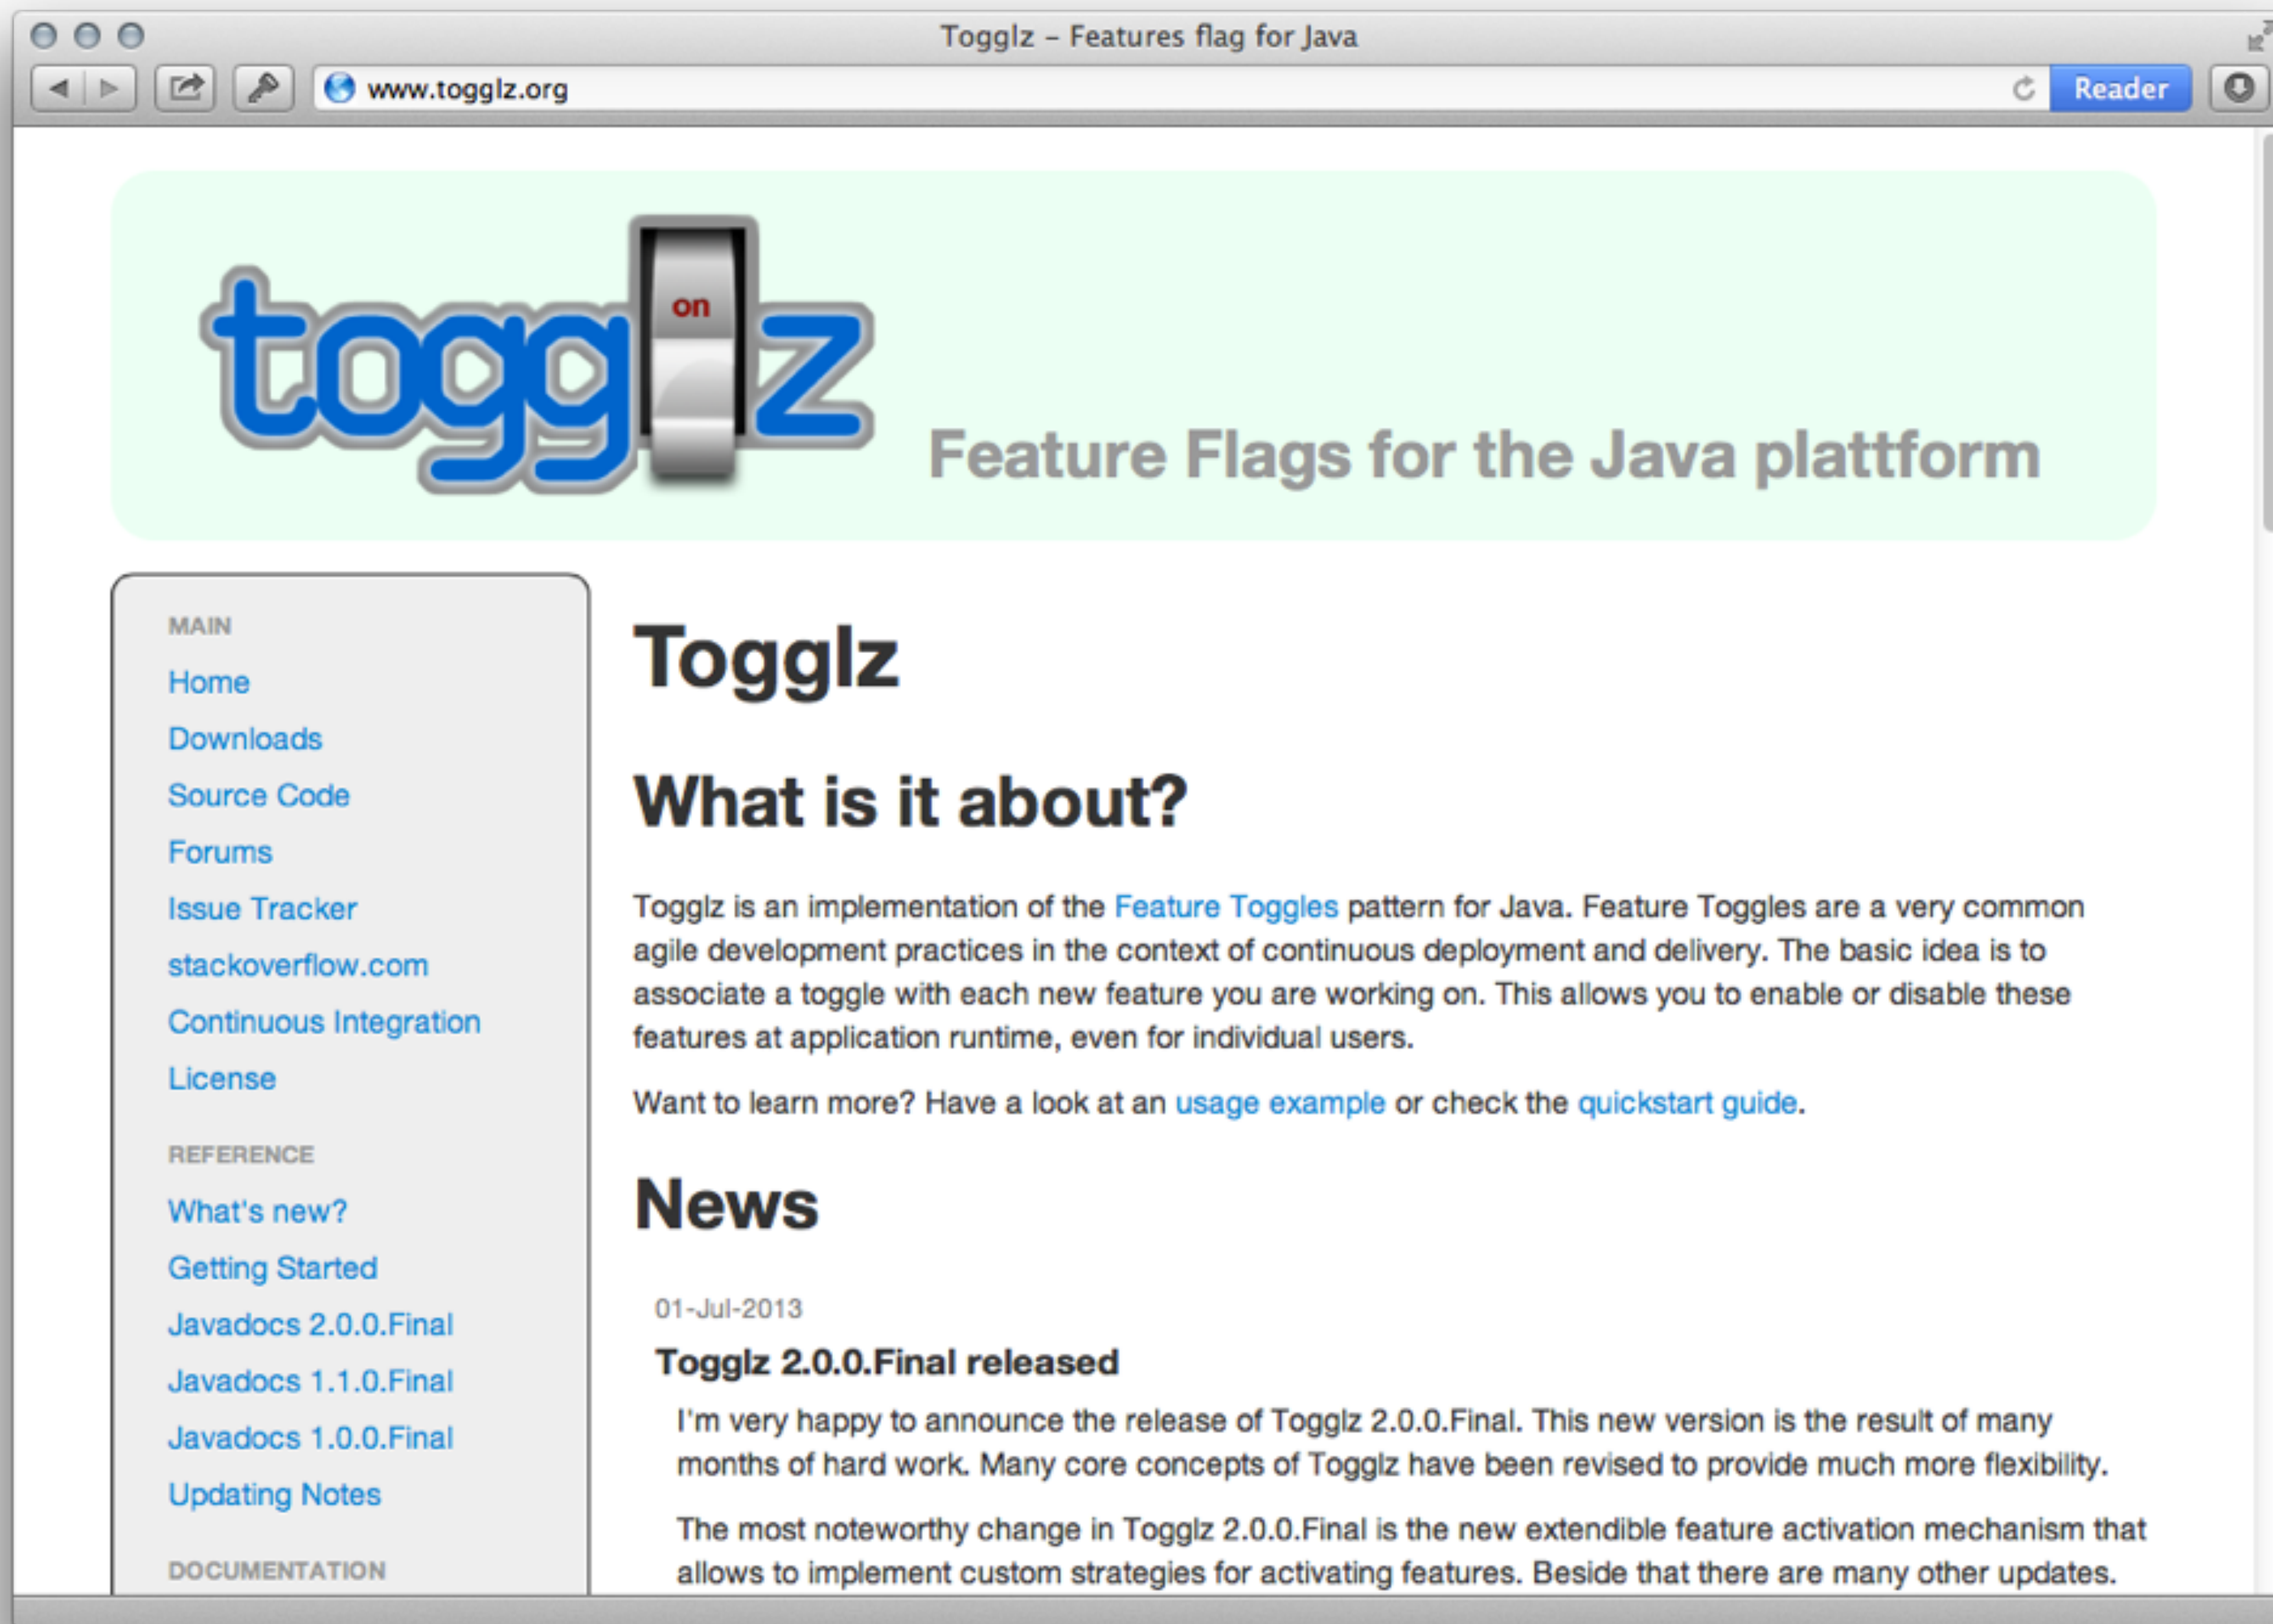 Togglz – Features flag for Java
www.togglz.org
Reader
togglz
on
Feature Flags for the Java plattform
MAIN
Home
Downloads
Source Code
Forums
Issue Tracker
stackoverflow.com
Continuous Integration
License
REFERENCE
What's new?
Getting Started
Javadocs 2.0.0.Final
Javadocs 1.1.0.Final
Javadocs 1.0.0.Final
Updating Notes
DOCUMENTATION
Togglz
What is it about?
Togglz is an implementation of the Feature Toggles pattern for Java. Feature Toggles are a very common
agile development practices in the context of continuous deployment and delivery. The basic idea is to
associate a toggle with each new feature you are working on. This allows you to enable or disable these
features at application runtime, even for individual users.
Want to learn more? Have a look at an usage example or check the quickstart guide.
News
01-Jul-2013
Togglz 2.0.0.Final released
I'm very happy to announce the release of Togglz 2.0.0.Final. This new version is the result of many
months of hard work. Many core concepts of Togglz have been revised to provide much more flexibility.
The most noteworthy change in Togglz 2.0.0.Final is the new extendible feature activation mechanism that
allows to implement custom strategies for activating features. Beside that there are many other updates.